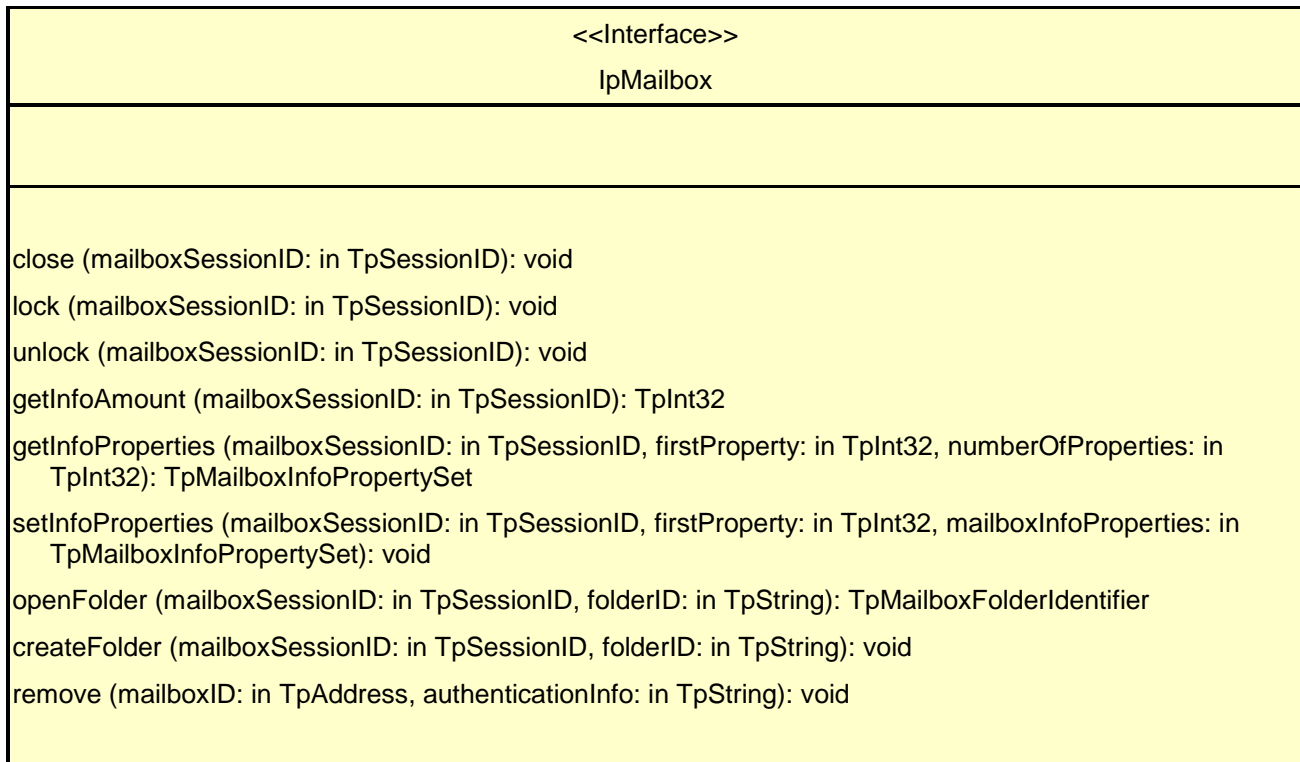 <<Interface>>
IpMailbox
close (mailboxSessionID: in TpSessionID): void
lock (mailboxSessionID: in TpSessionID): void
unlock (mailboxSessionID: in TpSessionID): void
getInfoAmount (mailboxSessionID: in TpSessionID): TpInt32
getInfoProperties (mailboxSessionID: in TpSessionID, firstProperty: in TpInt32, numberOfProperties: in
TpInt32): TpMailboxInfoPropertySet
setInfoProperties (mailboxSessionID: in TpSessionID, firstProperty: in TpInt32, mailboxInfoProperties: in
TpMailboxInfoPropertySet): void
openFolder (mailboxSessionID: in TpSessionID, folderID: in TpString): TpMailboxFolderIdentifier
createFolder (mailboxSessionID: in TpSessionID, folderID: in TpString): void
remove (mailboxID: in TpAddress, authenticationInfo: in TpString): void